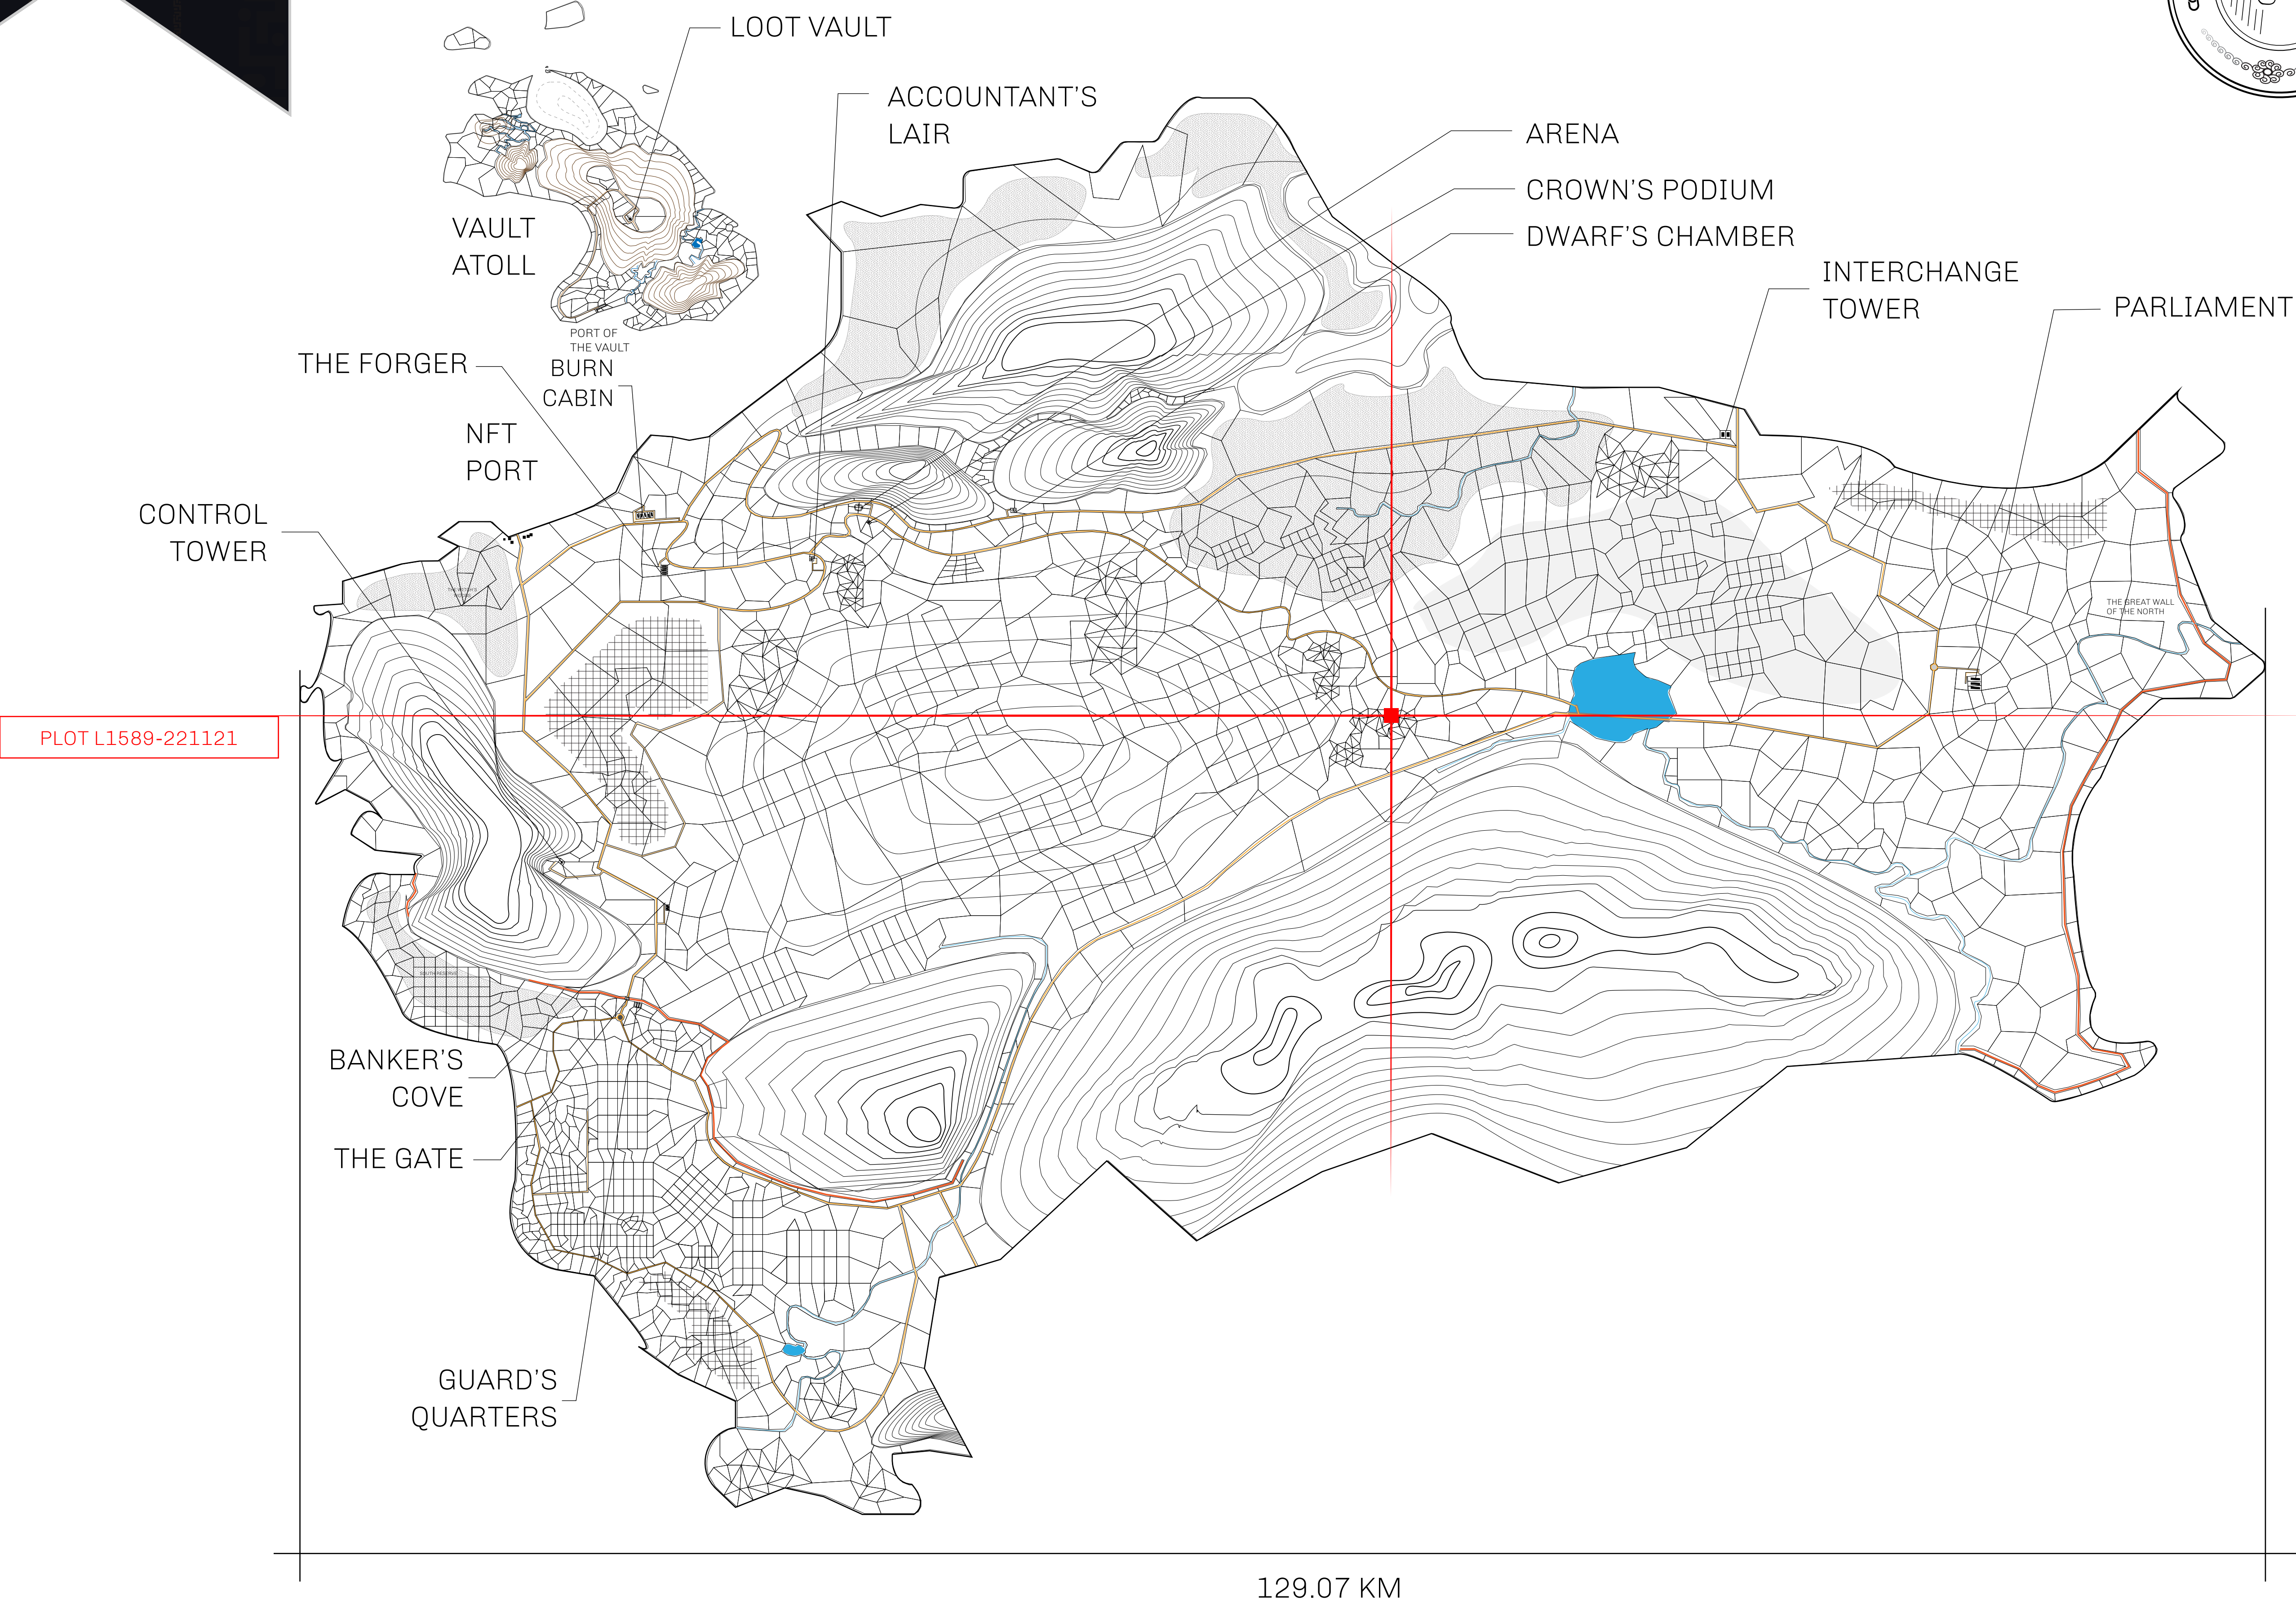 LOOT VAULT
ACCOUNTANT'S
LAIR
ARENA
CROWN'S PODIUM
DWARF'S CHAMBER
VAULT
ATOLL
INTERCHANGE
TOWER
PARLIAMENT
PORT OF
THE VAULT
THE FORGER
BURN
CABIN
NFT
PORT
CONTROL
TOWER
THE GREAT WALL
OF THE NORTH
PLOT L1589-221121
SOUTH RESERVE
BANKER'S
COVE
THE GATE
GUARD'S
QUARTERS
129.07 KM